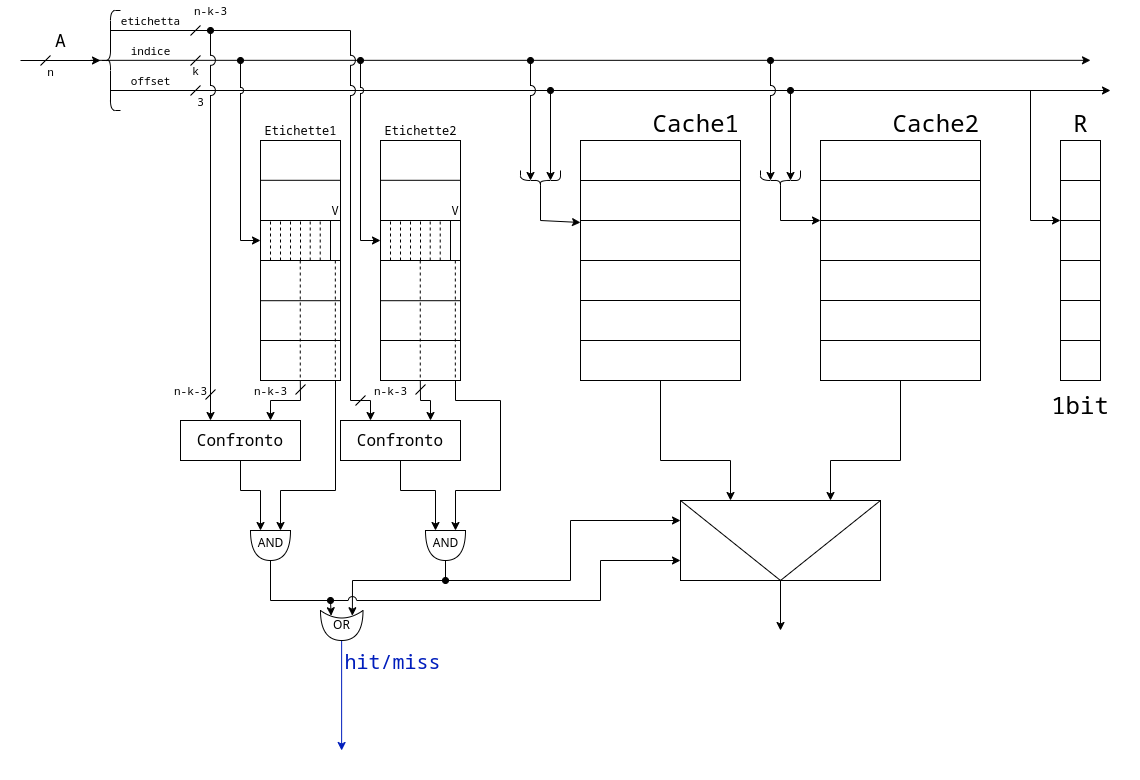 n-k-3
etichetta
A
indice
n
k
offset
3
Cache1
Cache2
R
Etichette1
Etichette2
V
V
n-k-3
n-k-3
n-k-3
1bit
Confronto
Confronto
AND
AND
OR
hit/miss